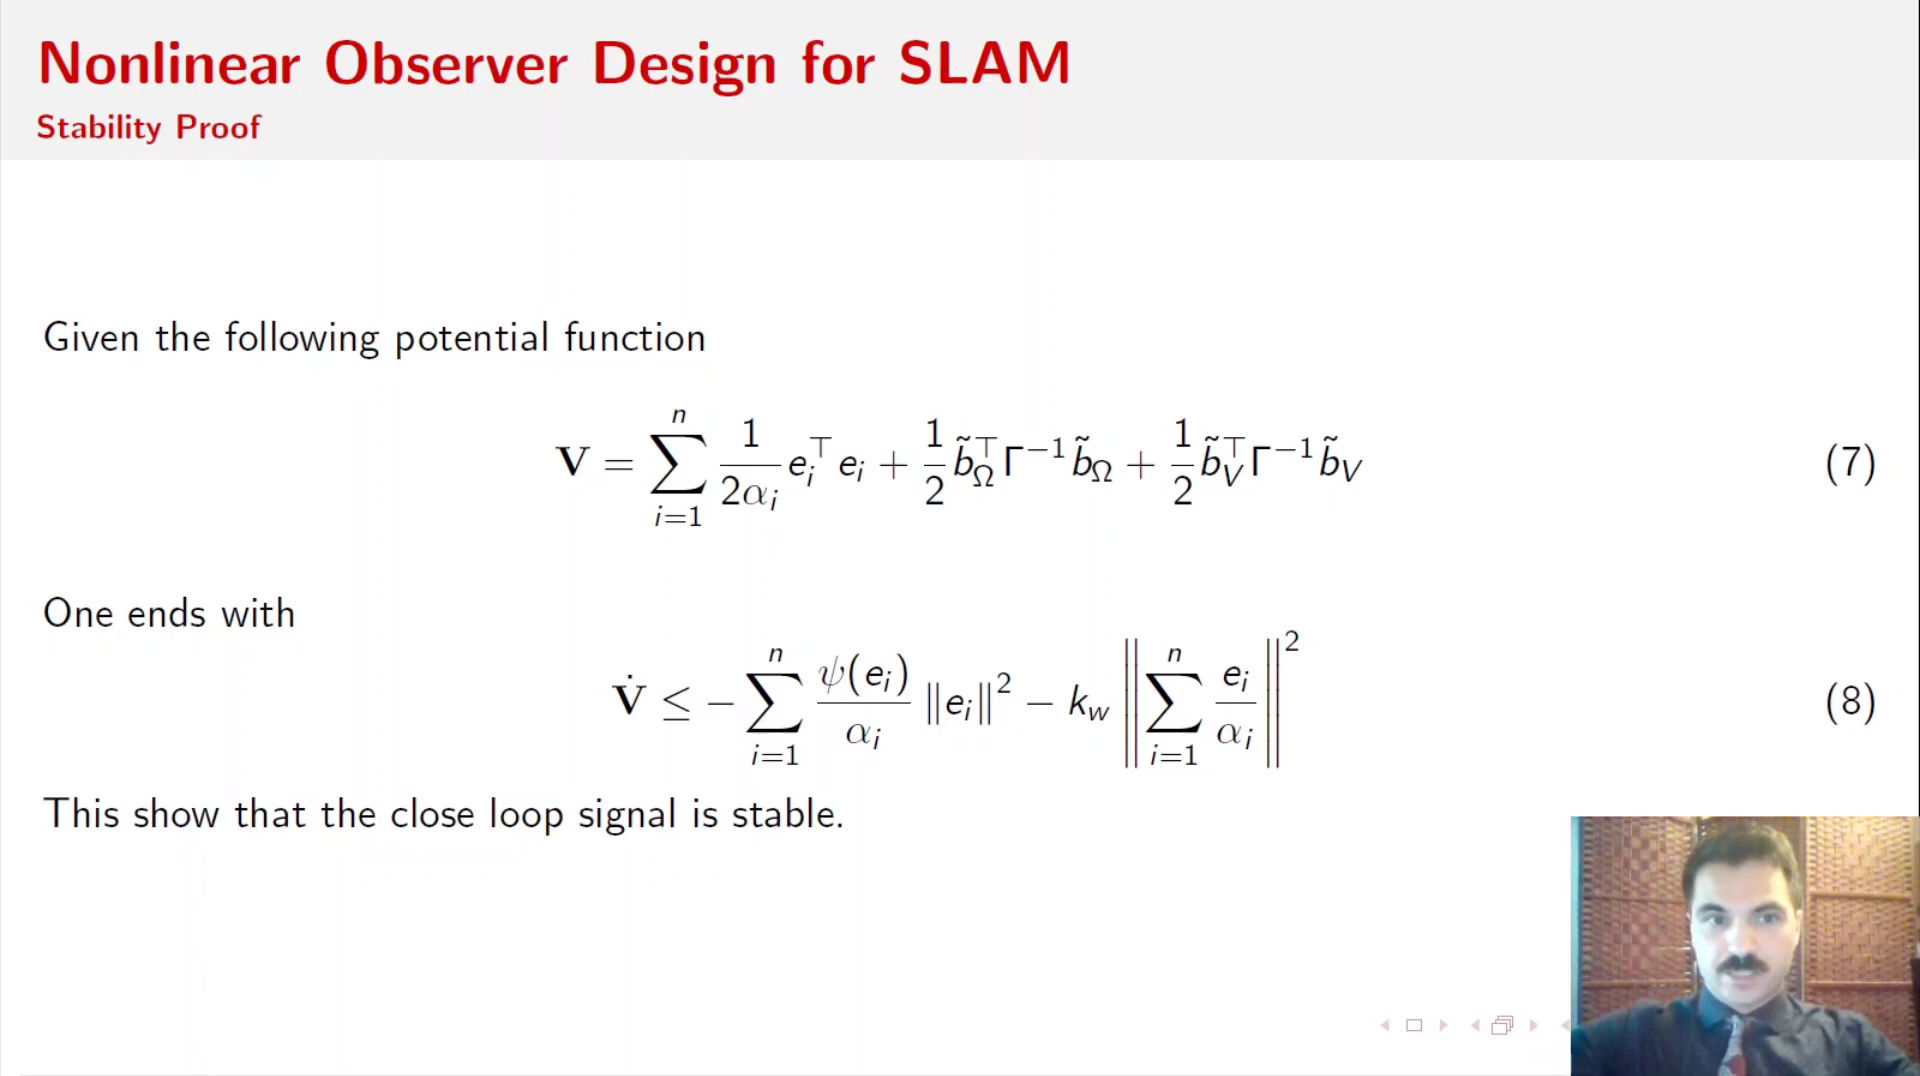 Nonlinear Observer Design for SLAM
Stability Proof
Given the following potential function
$$\mathbf{V} = \sum_{i=1}^{n} \frac{1}{2\alpha_i} e_i^\top e_i + \frac{1}{2} \tilde{b}_\Omega^\top \Gamma^{-1} \tilde{b}_\Omega + \frac{1}{2} \tilde{b}_V^\top \Gamma^{-1} \tilde{b}_V$$ (7)
One ends with
$$\dot{\mathbf{V}} \leq -\sum_{i=1}^{n} \frac{\psi(e_i)}{\alpha_i} \|e_i\|^2 - k_w \left\| \sum_{i=1}^{n} \frac{e_i}{\alpha_i} \right\|^2$$ (8)
This show that the close loop signal is stable.